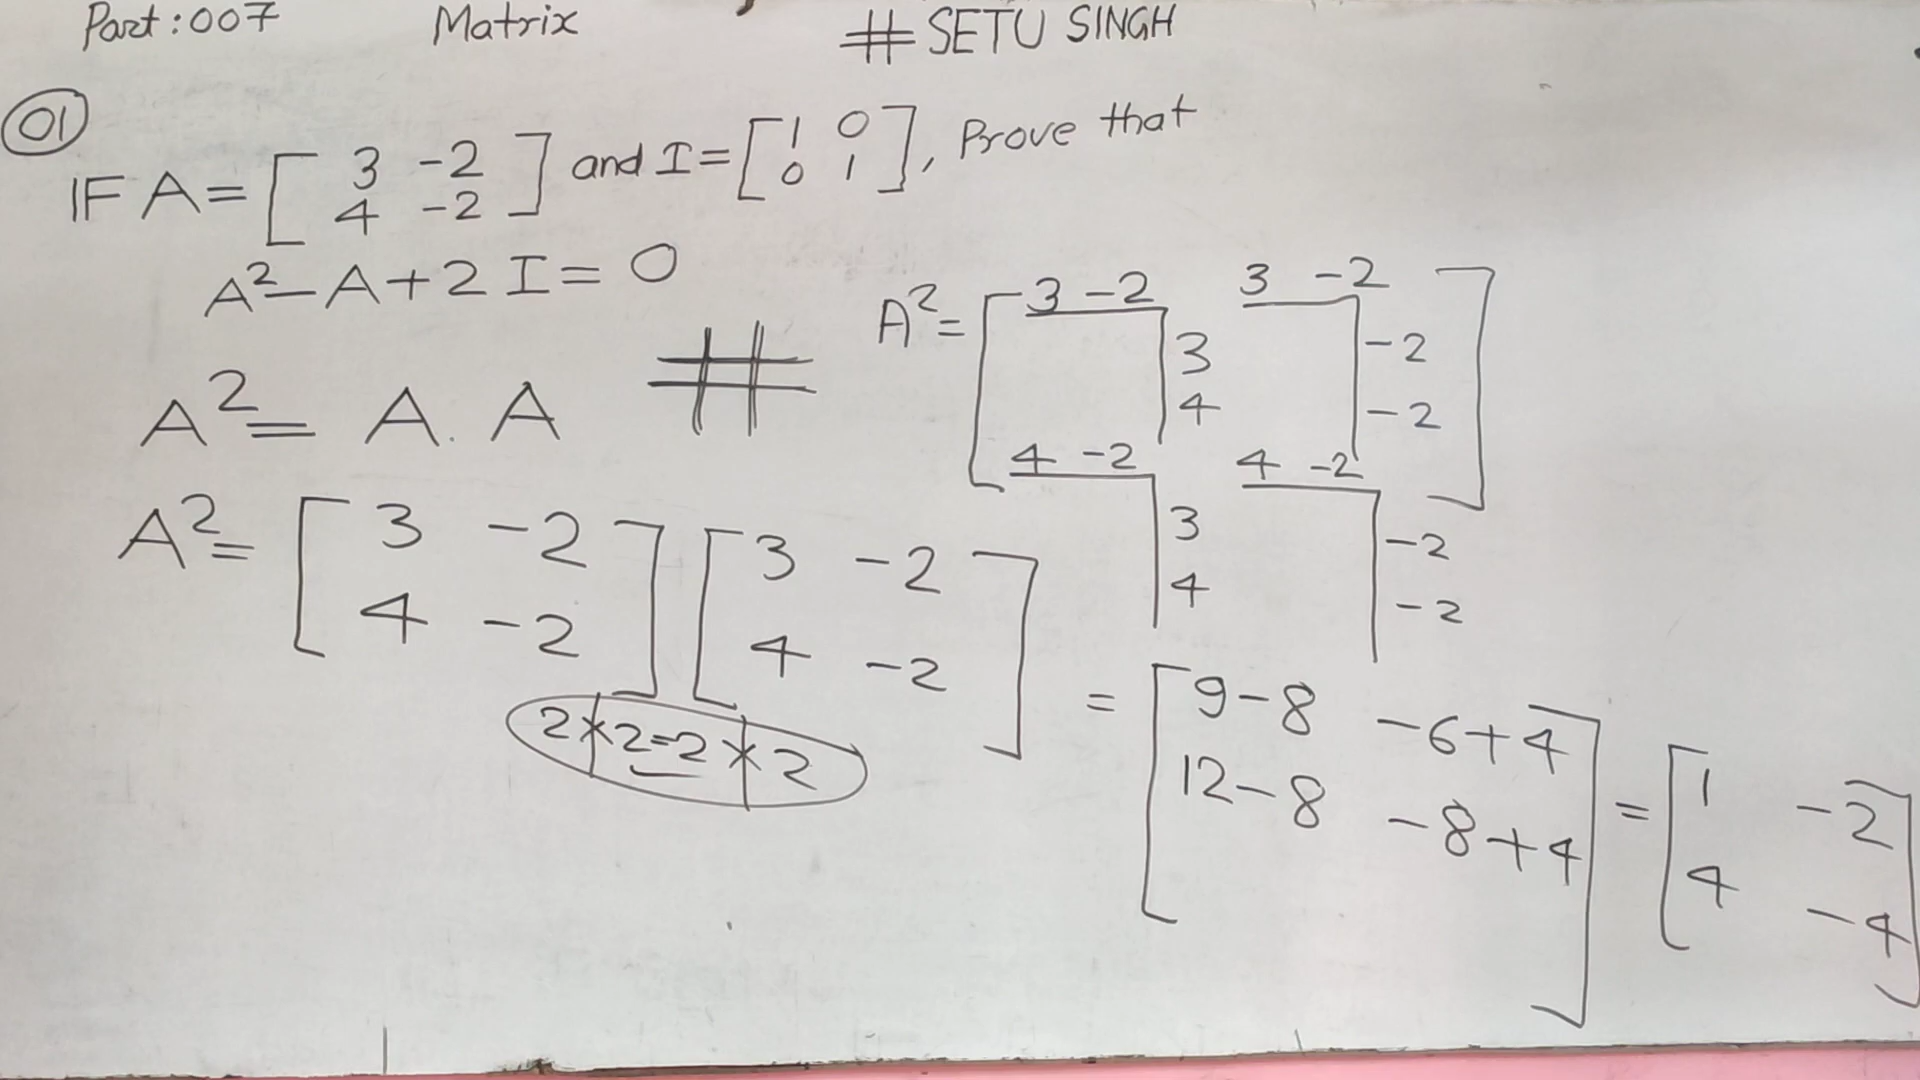 Part:007 Matrix # SETU SINGH
01
IF A = [ 3 -2 ] and I = [ 1 0 ], Prove that
4 -2 0 1
A²-A+2I=0
A²= A.A #
A²= [ 3 -2 ] [ 3 -2 ]
4 -2 4 -2
2×2=2×2
A²= [ 3 -2 3 -2 ]
3 -2
4 -2
4 -2 4 -2
3 -2
4 -2
= [ 9-8 -6+4 ] = [ 1 -2 ]
12-8 -8+4 4 -4